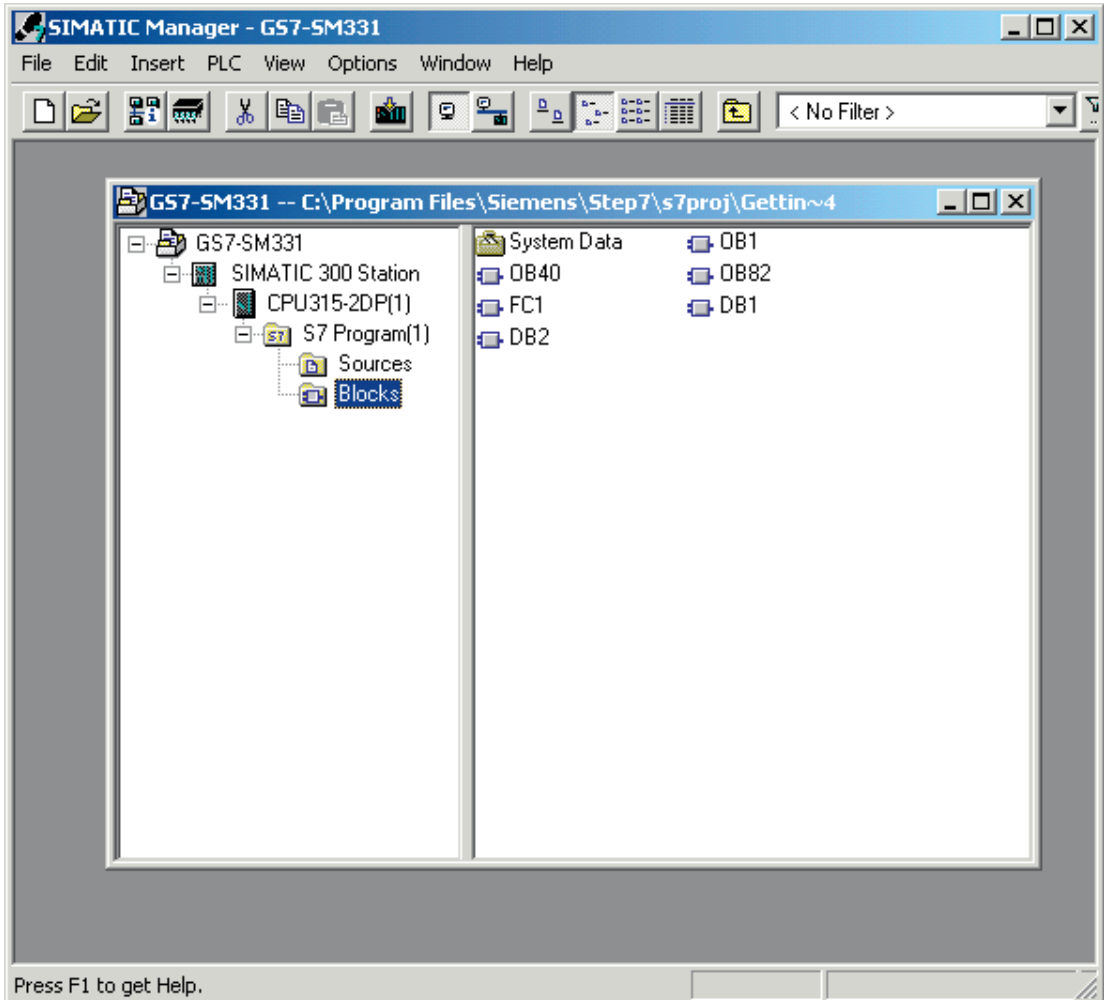 SIMATIC Manager - GS7-SM331
File Edit Insert PLC View Options Window Help
< No Filter >
GS7-SM331 -- C:\Program Files\Siemens\Step7\s7proj\Gettin~4
GS7-SM331
SIMATIC 300 Station
CPU315-2DP(1)
S7 Program(1)
Sources
Blocks
System Data OB1
OB40 OB82
FC1 DB1
DB2
Press F1 to get Help.